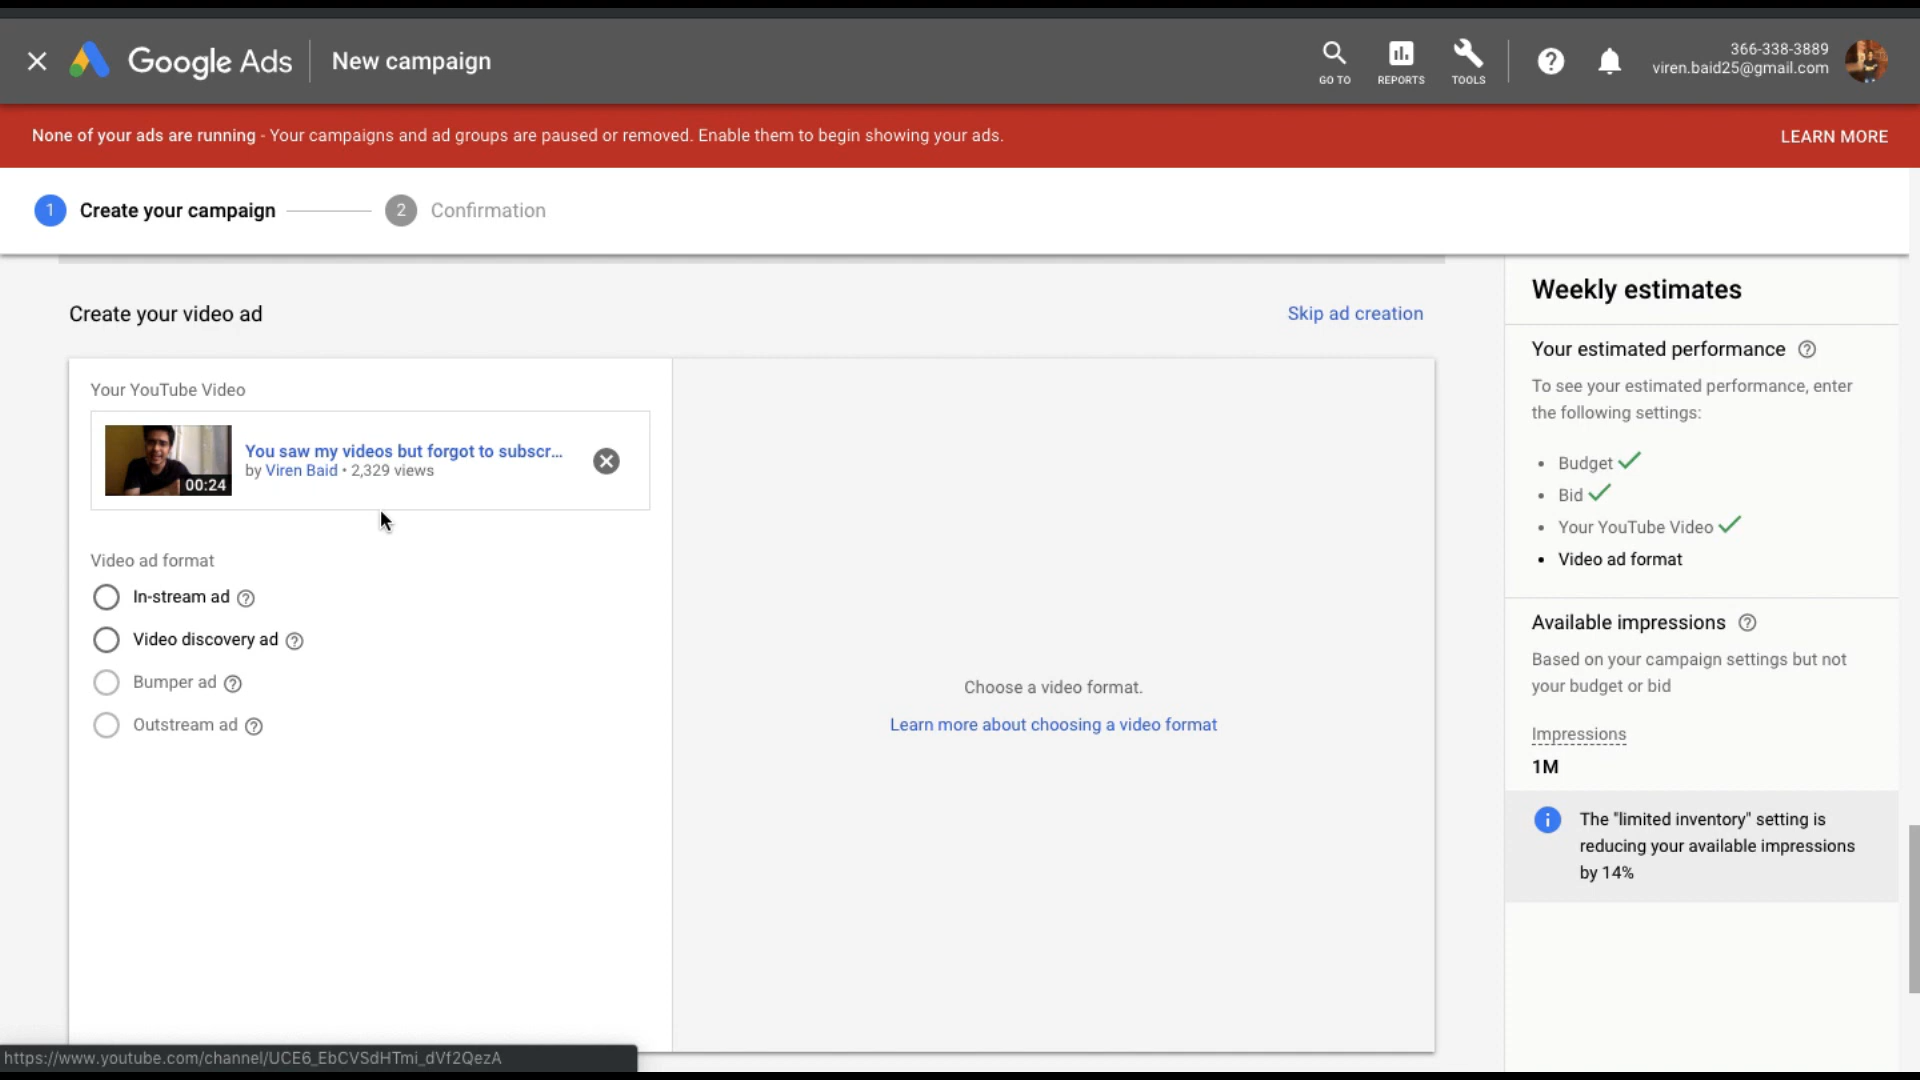 Google Ads
New campaign
GO TO
REPORTS
TOOLS
366-338-3889
viren.baid25@gmail.com
None of your ads are running - Your campaigns and ad groups are paused or removed. Enable them to begin showing your ads.
LEARN MORE
1 Create your campaign
2 Confirmation
Create your video ad
Skip ad creation
Your YouTube Video
00:24
You saw my videos but forgot to subscr...
by Viren Baid • 2,329 views
Video ad format
In-stream ad
Video discovery ad
Bumper ad
Outstream ad
Choose a video format.
Learn more about choosing a video format
Weekly estimates
Your estimated performance
To see your estimated performance, enter
the following settings:
• Budget
• Bid
• Your YouTube Video
• Video ad format
Available impressions
Based on your campaign settings but not
your budget or bid
Impressions
1M
The "limited inventory" setting is
reducing your available impressions
by 14%
https://www.youtube.com/channel/UCE6_EbCVSdHTmi_dVf2QezA